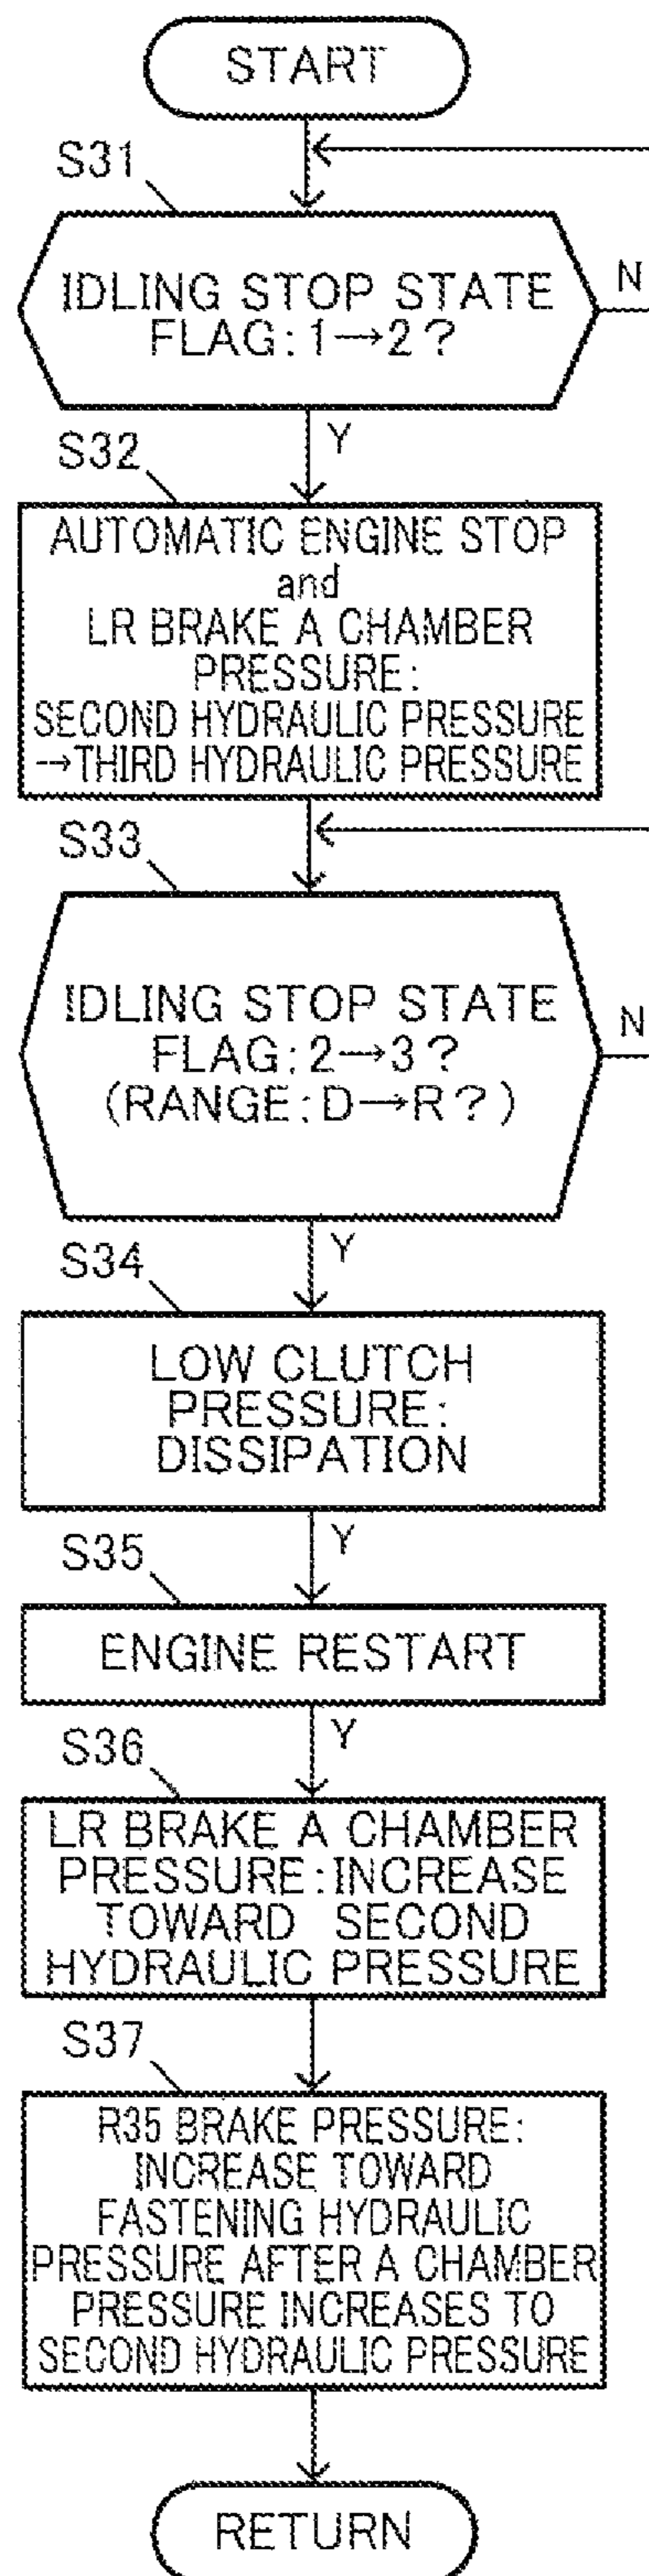 START
S31
IDLING STOP STATE
FLAG:1→2?
N
Y
S32
AUTOMATIC ENGINE STOP
and
LR BRAKE A CHAMBER
PRESSURE:
SECOND HYDRAULIC PRESSURE
→THIRD HYDRAULIC PRESSURE
S33
IDLING STOP STATE
FLAG:2→3?
(RANGE:D→R?)
N
Y
S34
LOW CLUTCH
PRESSURE:
DISSIPATION
Y
S35
ENGINE RESTART
Y
S36
LR BRAKE A CHAMBER
PRESSURE:INCREASE
TOWARD SECOND
HYDRAULIC PRESSURE
S37
R35 BRAKE PRESSURE:
INCREASE TOWARD
FASTENING HYDRAULIC
PRESSURE AFTER A CHAMBER
PRESSURE INCREASES TO
SECOND HYDRAULIC PRESSURE
RETURN